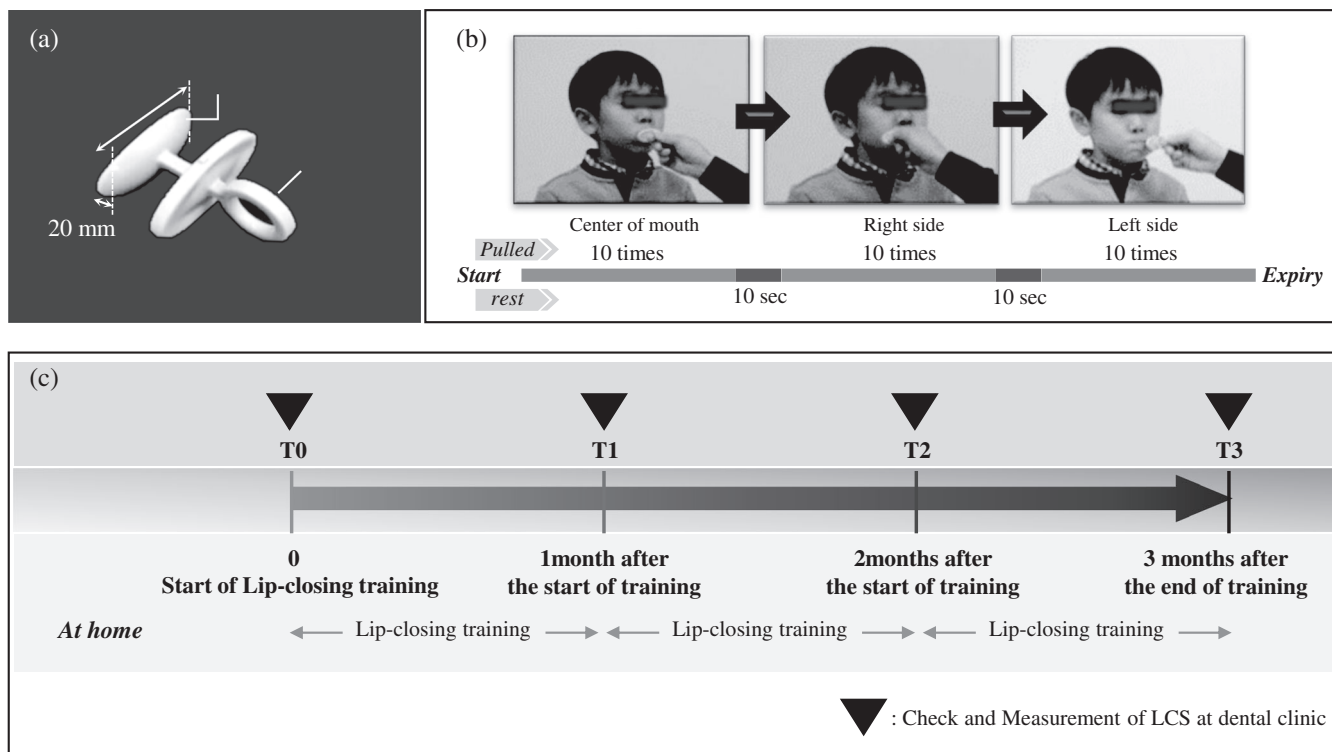 (a)
20 mm
(b)
Center of mouth
Right side
Left side
Pulled
10 times
10 times
10 times
Start
Expiry
rest
10 sec
10 sec
(c)
T0
T1
T2
T3
0
Start of Lip-closing training
1month after
the start of training
2months after
the start of training
3 months after
the end of training
At home
Lip-closing training
Lip-closing training
Lip-closing training
: Check and Measurement of LCS at dental clinic